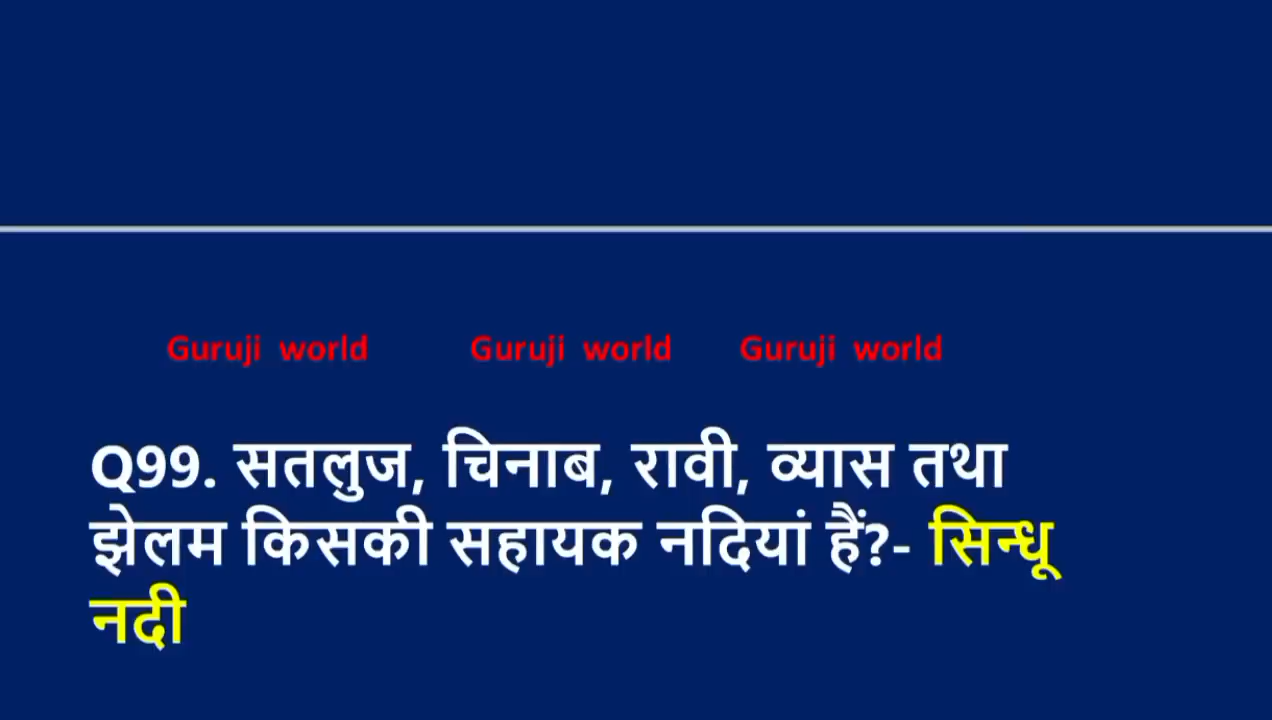 Guruji world Guruji world Guruji world
Q99. सतलुज, चिनाब, रावी, व्यास तथा
झेलम किसकी सहायक नदियां हैं?- सिन्धू
नदी